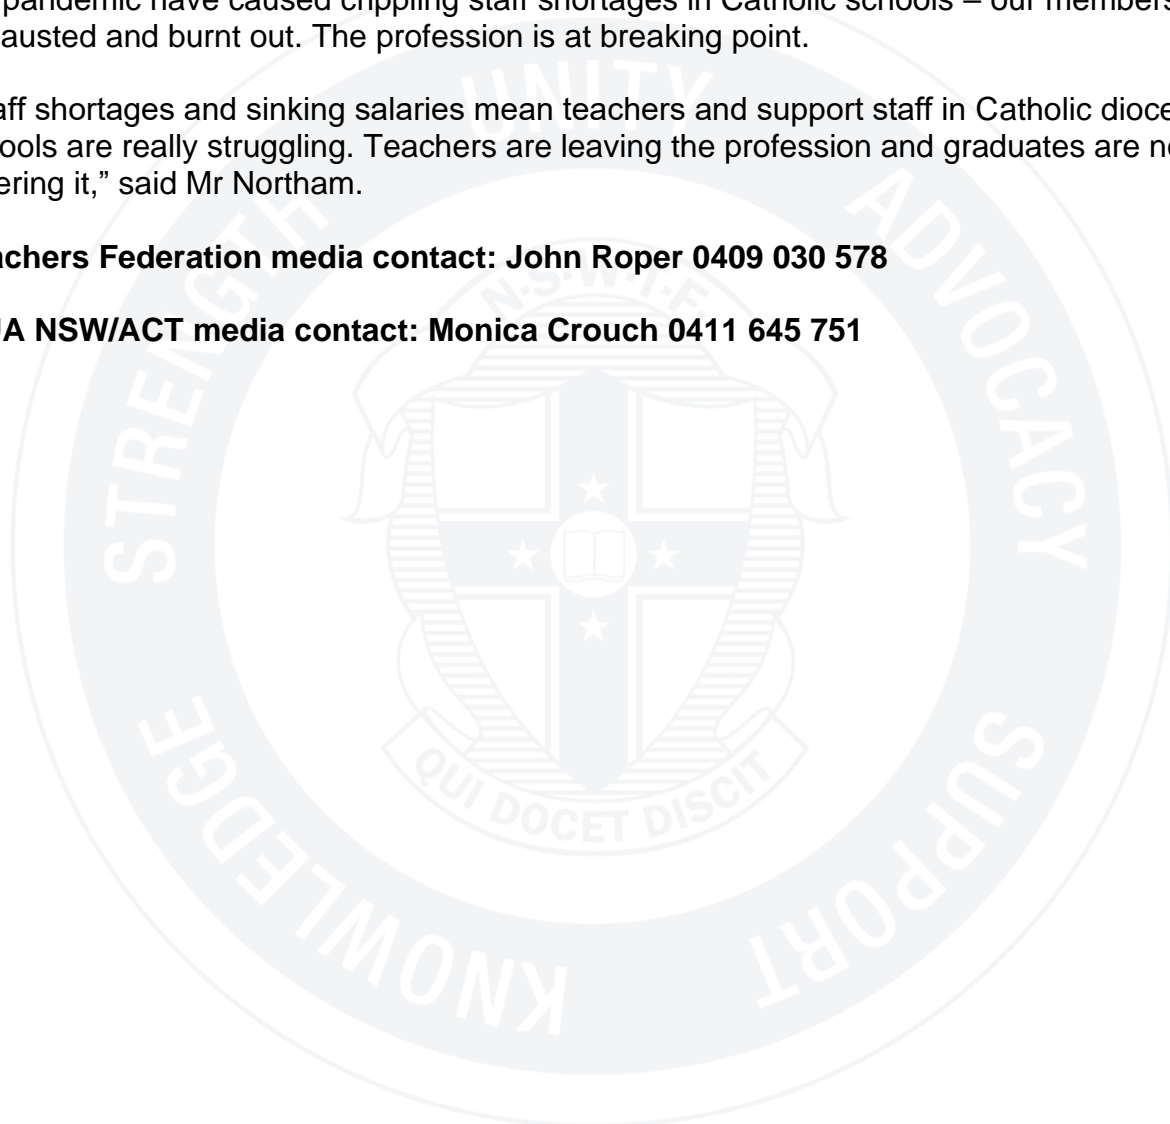 pandemic have caused crippling staff shortages in Catholic schools – our members
austed and burnt out. The profession is at breaking point.
aff shortages and sinking salaries mean teachers and support staff in Catholic dioce
ools are really struggling. Teachers are leaving the profession and graduates are no
ering it,” said Mr Northam.
achers Federation media contact: John Roper 0409 030 578
UA NSW/ACT media contact: Monica Crouch 0411 645 751
UNITY
STRENGTH
ADVOCACY
N·S·W·T·F
QUI DOCET DISCIT
KNOWLEDGE
SUPPORT